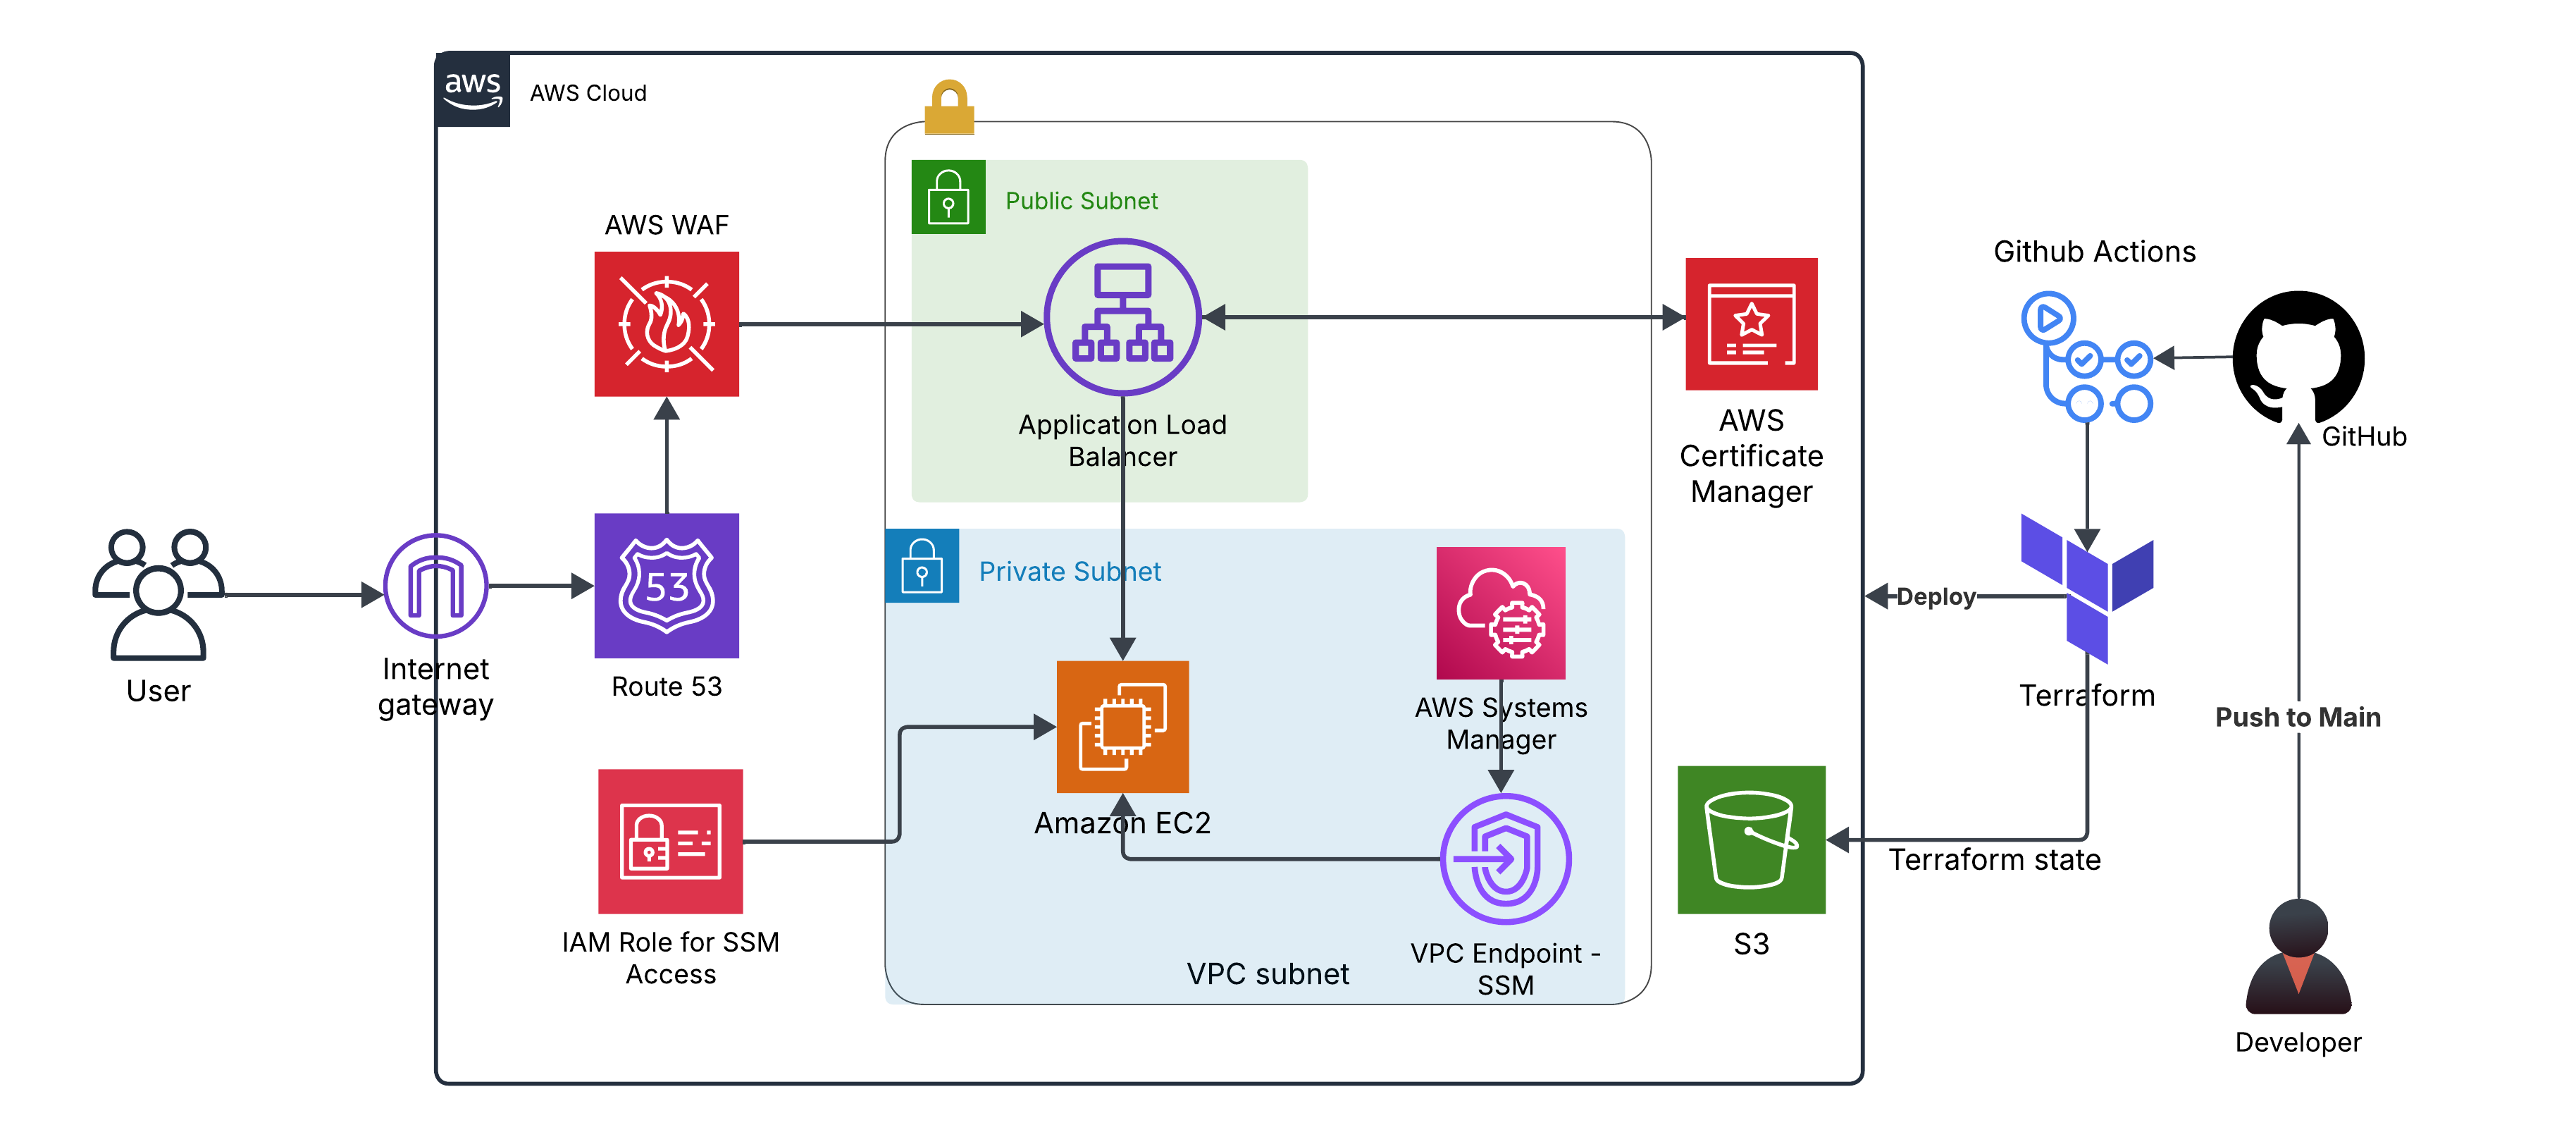 aws
AWS Cloud
Public Subnet
AWS WAF
Github Actions
Application Load
Balancer
AWS
Certificate
Manager
GitHub
Private Subnet
53
Deploy
Internet
gateway
User
Route 53
AWS Systems
Manager
Terraform
Push to Main
Amazon EC2
Terraform state
IAM Role for SSM
Access
VPC subnet
VPC Endpoint -
SSM
S3
Developer